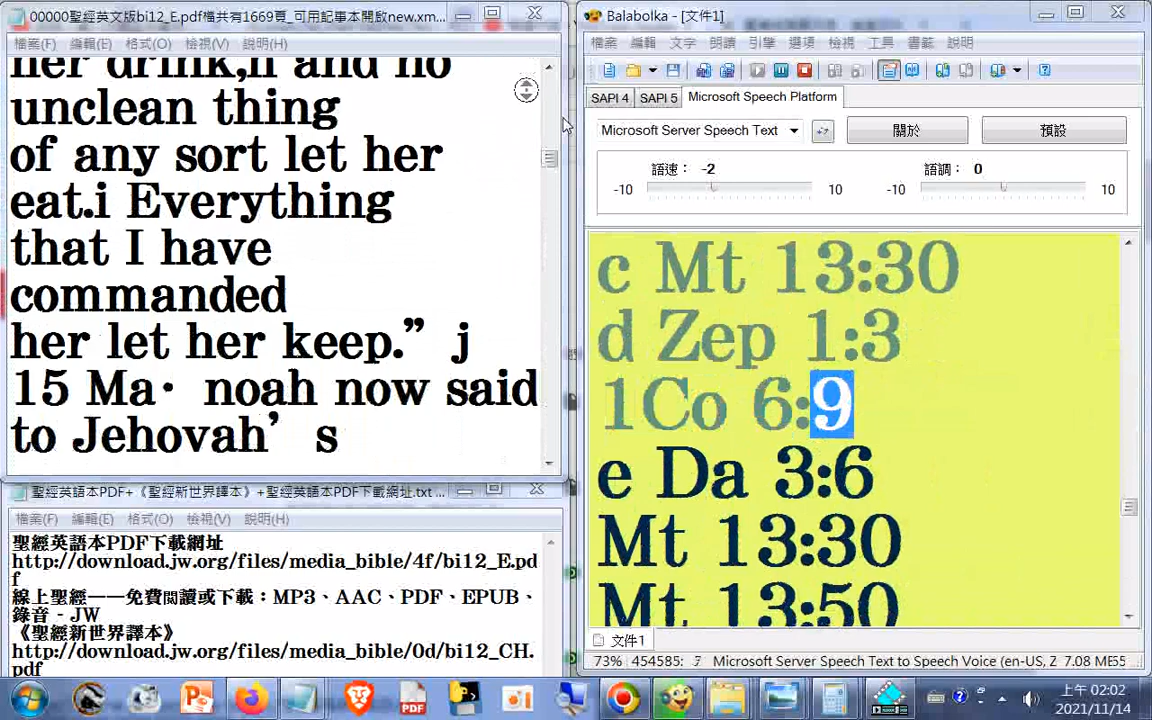 00000聖經英文版bi12_E.pdf檔共有1669頁_可用記事本開啟new.xm...
檔案(F) 編輯(E) 格式(O) 檢視(V) 說明(H)
her drink,h and no
unclean thing
of any sort let her
eat.i Everything
that I have
commanded
her let her keep.” j
15 Ma· noah now said
to Jehovah’ s
聖經英語本PDF+《聖經新世界譯本》+聖經英語本PDF下載網址.txt ...
檔案(F) 編輯(E) 格式(O) 檢視(V) 說明(H)
聖經英語本PDF下載網址
http://download.jw.org/files/media_bible/4f/bi12_E.pd
f
線上聖經——免費閱讀或下載：MP3、AAC、PDF、EPUB、
錄音 - JW
《聖經新世界譯本》
http://download.jw.org/files/media_bible/0d/bi12_CH.
pdf
Balabolka - [文件1]
檔案 編輯 文字 朗讀 引擎 選項 檢視 工具 書籤 說明
SAPI 4 SAPI 5 Microsoft Speech Platform
Microsoft Server Speech Text 關於 預設
語速： -2 語調： 0
-10 10 -10 10
c Mt 13:30
d Zep 1:3
1Co 6:9
e Da 3:6
Mt 13:30
Mt 13:50
文件1
73% 454585: 7 Microsoft Server Speech Text to Speech Voice (en-US, Z 7.08 ME55
上午 02:02
2021/11/14